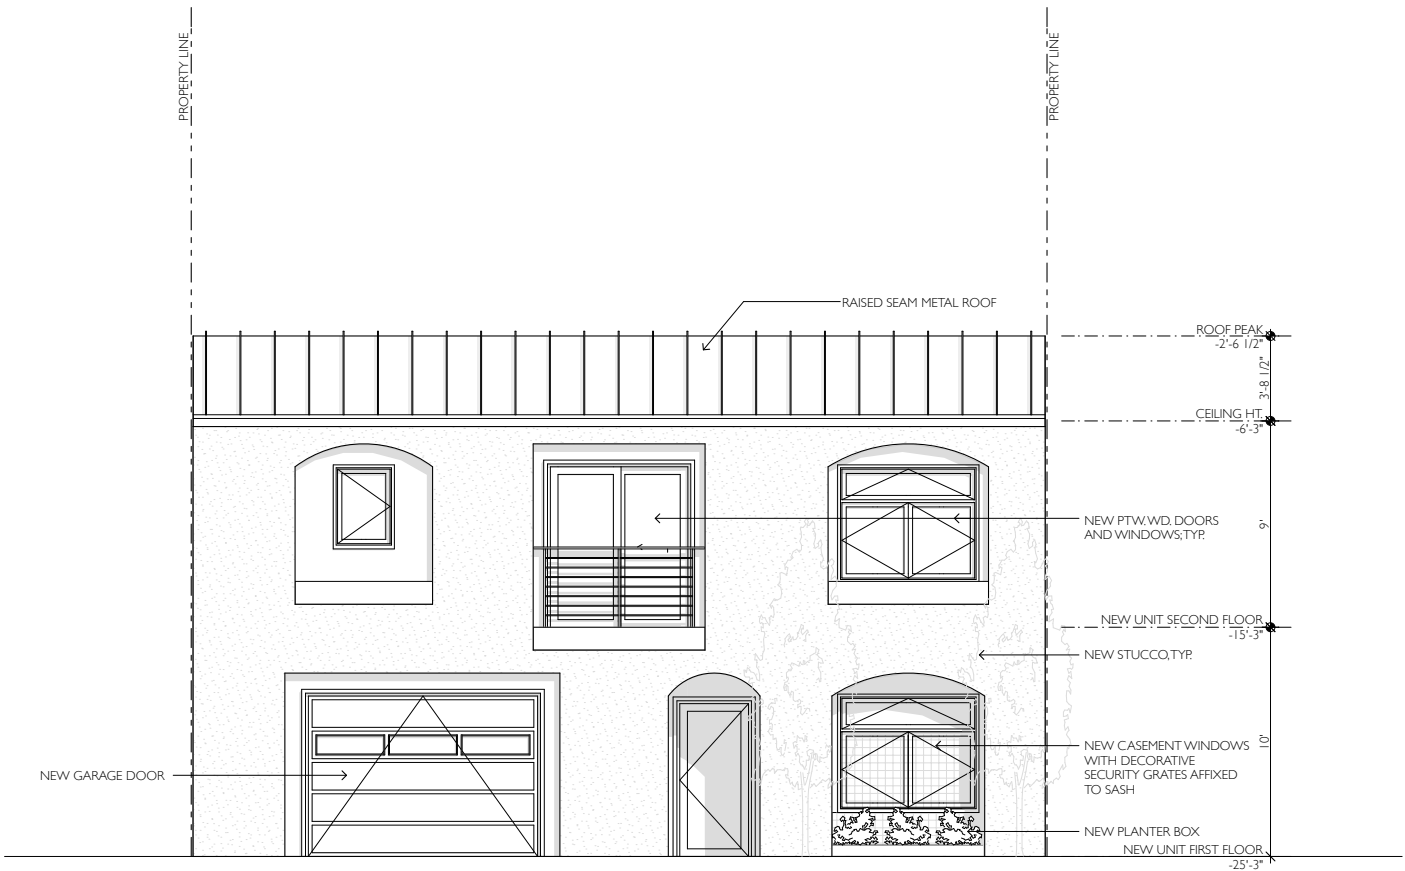 PROPERTY LINE
PROPERTY LINE
RAISED SEAM METAL ROOF
ROOF PEAK
-2'-6 1/2"
3'-8 1/2"
CEILING HT.
-6'-3"
NEW PTW. WD. DOORS
AND WINDOWS; TYP.
9'
NEW UNIT SECOND FLOOR
-15'-3"
NEW STUCCO, TYP.
10'
NEW CASEMENT WINDOWS
WITH DECORATIVE
SECURITY GRATES AFFIXED
TO SASH
NEW GARAGE DOOR
NEW PLANTER BOX
NEW UNIT FIRST FLOOR
-25'-3"